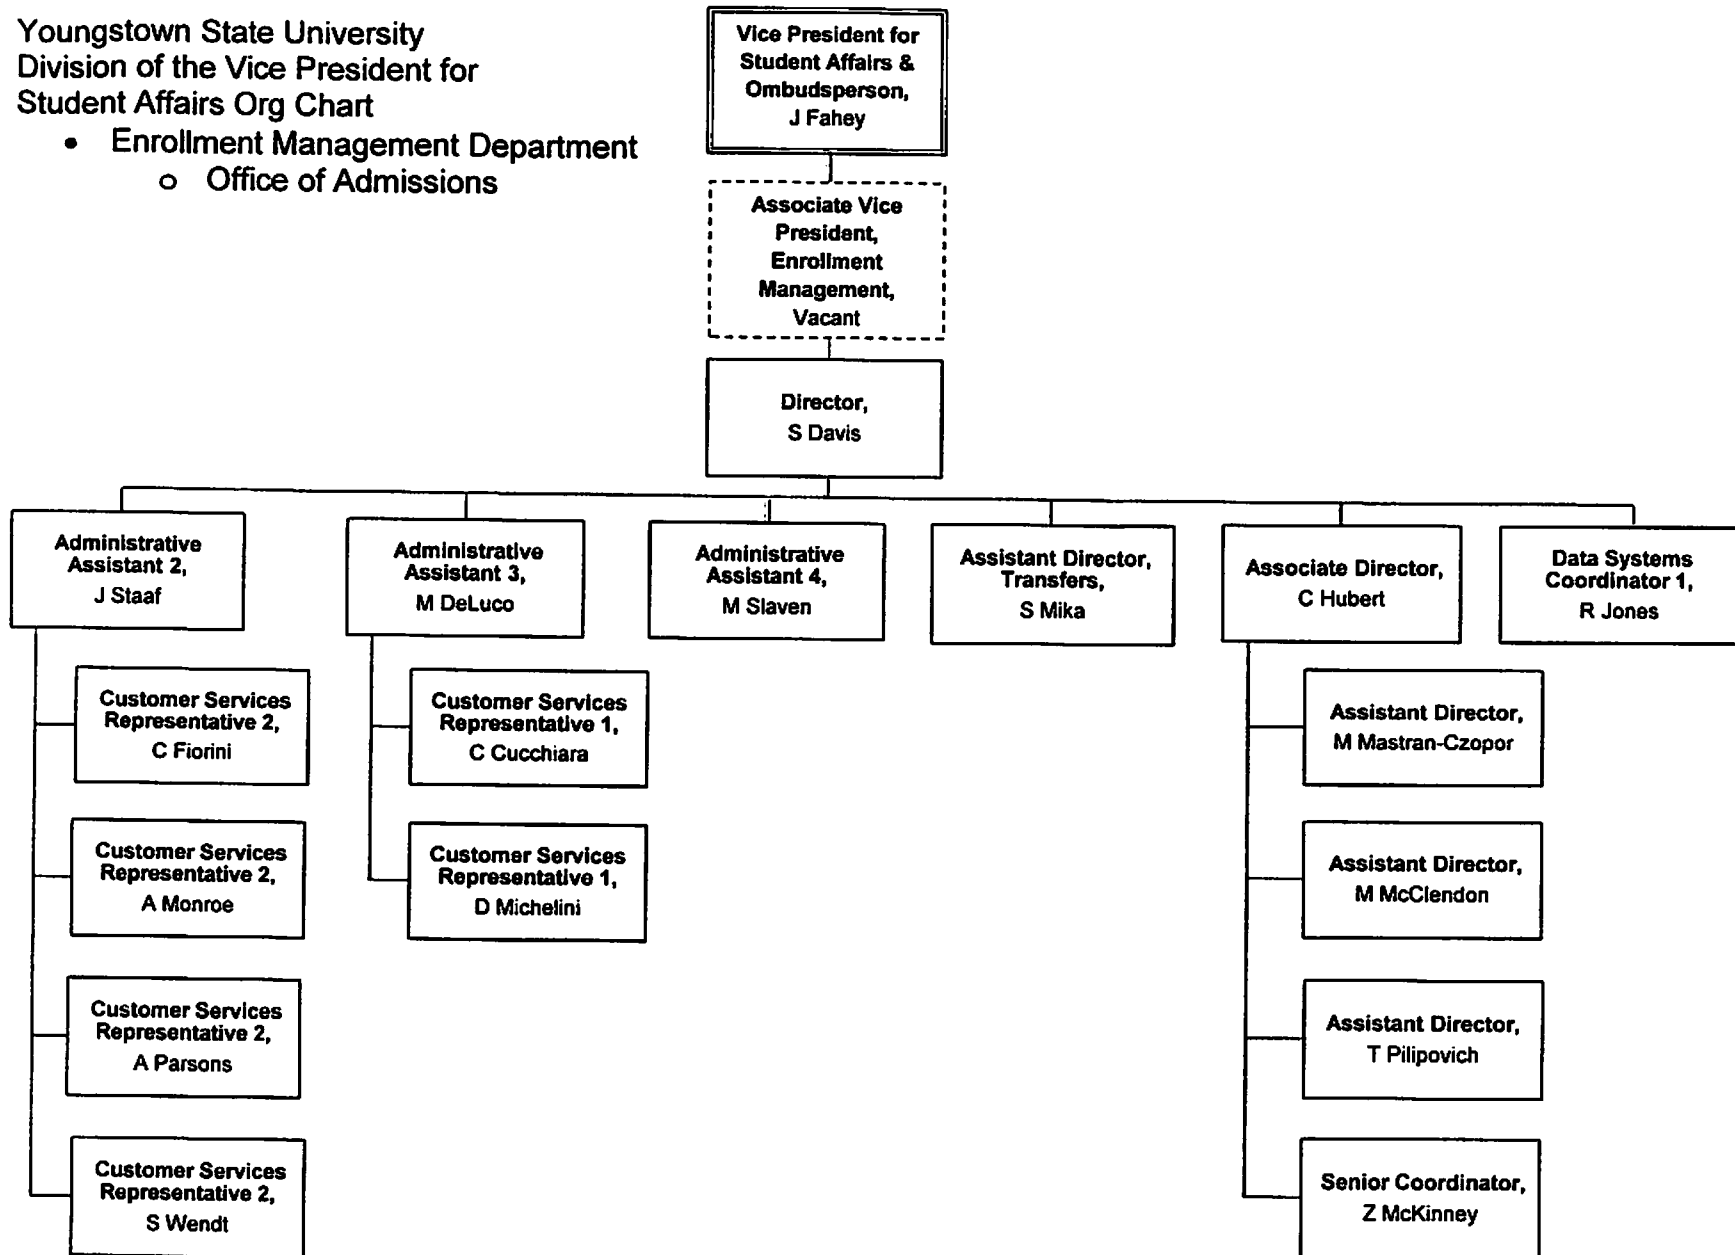 Youngstown State University
Division of the Vice President for
Student Affairs Org Chart
• Enrollment Management Department
o Office of Admissions
Vice President for
Student Affairs &
Ombudsperson,
J Fahey
Associate Vice
President,
Enrollment
Management,
Vacant
Director,
S Davis
Administrative
Assistant 2,
J Staaf
Customer Services
Representative 2,
C Fiorini
Customer Services
Representative 2,
A Monroe
Customer Services
Representative 2,
A Parsons
Customer Services
Representative 2,
S Wendt
Administrative
Assistant 3,
M DeLuco
Customer Services
Representative 1,
C Cucchiara
Customer Services
Representative 1,
D Michelini
Administrative
Assistant 4,
M Slaven
Assistant Director,
Transfers,
S Mika
Associate Director,
C Hubert
Assistant Director,
M Mastran-Czopor
Assistant Director,
M McClendon
Assistant Director,
T Pilipovich
Senior Coordinator,
Z McKinney
Data Systems
Coordinator 1,
R Jones